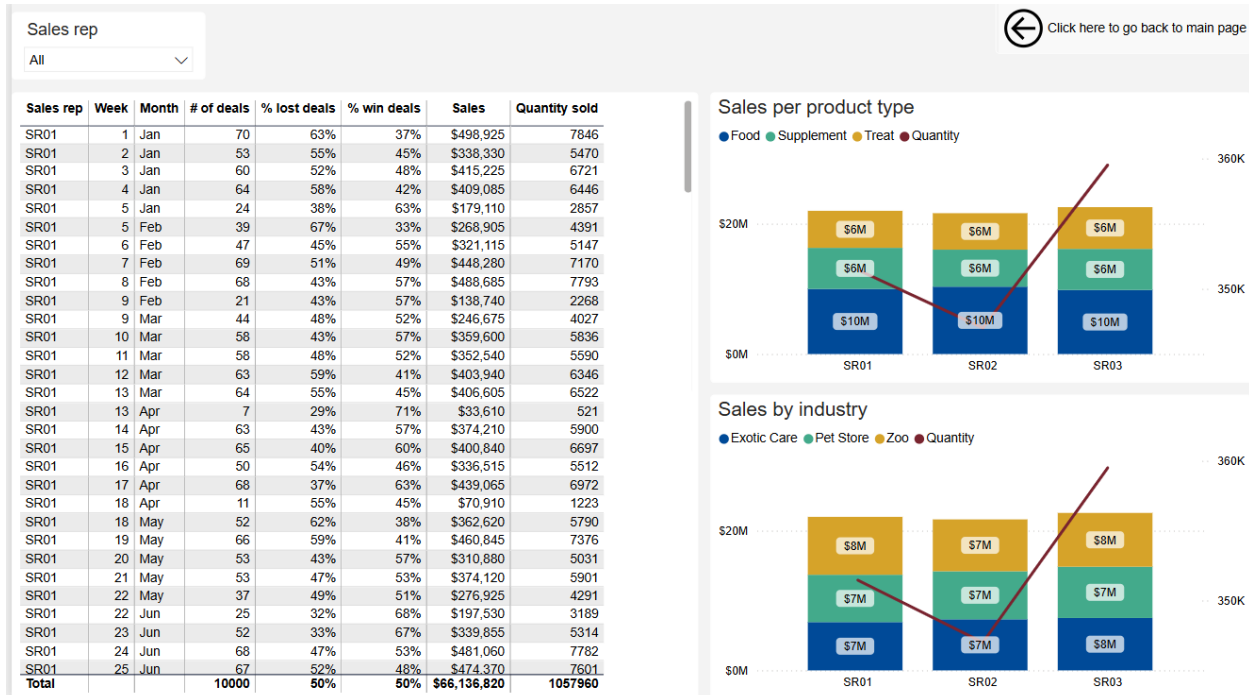 Sales rep
All
Click here to go back to main page
Sales rep Week Month # of deals % lost deals % win deals Sales Quantity sold
SR01 1 Jan 70 63% 37% $498,925 7846
SR01 2 Jan 53 55% 45% $338,330 5470
SR01 3 Jan 60 52% 48% $415,225 6721
SR01 4 Jan 64 58% 42% $409,085 6446
SR01 5 Jan 24 38% 63% $179,110 2857
SR01 5 Feb 39 67% 33% $268,905 4391
SR01 6 Feb 47 45% 55% $321,115 5147
SR01 7 Feb 69 51% 49% $448,280 7170
SR01 8 Feb 68 43% 57% $488,685 7793
SR01 9 Feb 21 43% 57% $138,740 2268
SR01 9 Mar 44 48% 52% $246,675 4027
SR01 10 Mar 58 43% 57% $359,600 5836
SR01 11 Mar 58 48% 52% $352,540 5590
SR01 12 Mar 63 59% 41% $403,940 6346
SR01 13 Mar 64 55% 45% $406,605 6522
SR01 13 Apr 7 29% 71% $33,610 521
SR01 14 Apr 63 43% 57% $374,210 5900
SR01 15 Apr 65 40% 60% $400,840 6697
SR01 16 Apr 50 54% 46% $336,515 5512
SR01 17 Apr 68 37% 63% $439,065 6972
SR01 18 Apr 11 55% 45% $70,910 1223
SR01 18 May 52 62% 38% $362,620 5790
SR01 19 May 66 59% 41% $460,845 7376
SR01 20 May 53 43% 57% $310,880 5031
SR01 21 May 53 47% 53% $374,120 5901
SR01 22 May 37 49% 51% $276,925 4291
SR01 22 Jun 25 32% 68% $197,530 3189
SR01 23 Jun 52 33% 67% $339,855 5314
SR01 24 Jun 68 47% 53% $481,060 7782
SR01 25 Jun 67 52% 48% $474,370 7601
Total 10000 50% 50% $66,136,820 1057960
Sales per product type
Food Supplement Treat Quantity
360K
$20M
$6M $6M $6M
$6M $6M $6M
350K
$10M $10M $10M
$0M
SR01 SR02 SR03
Sales by industry
Exotic Care Pet Store Zoo Quantity
360K
$20M
$8M $7M $8M
$7M $7M $7M
350K
$7M $7M $8M
$0M
SR01 SR02 SR03